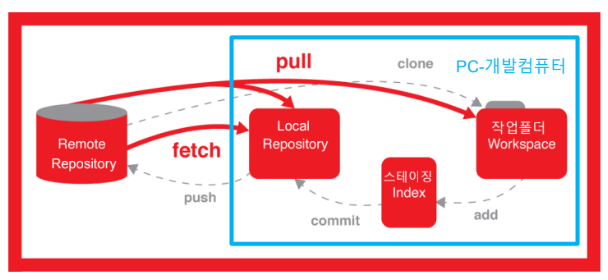 pull
clone
PC-개발컴퓨터
Remote
Repository
fetch
Local
Repository
작업폴더
Workspace
push
스테이징
Index
commit
add